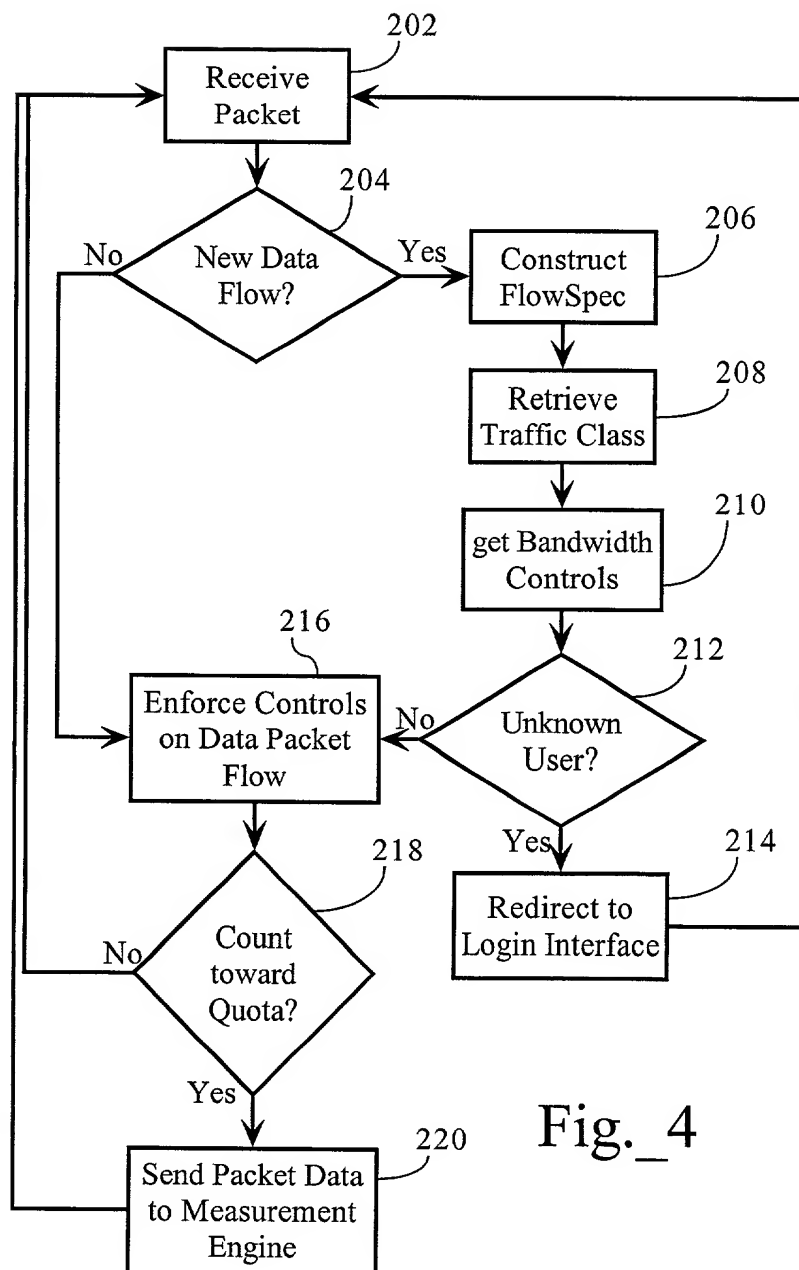 202
Receive
Packet
204
No
New Data
Flow?
Yes
206
Construct
FlowSpec
208
Retrieve
Traffic Class
210
get Bandwidth
Controls
216
Enforce Controls
on Data Packet
Flow
No
212
Unknown
User?
Yes
214
Redirect to
Login Interface
218
No
Count
toward
Quota?
Yes
220
Send Packet Data
to Measurement
Engine
Fig._4